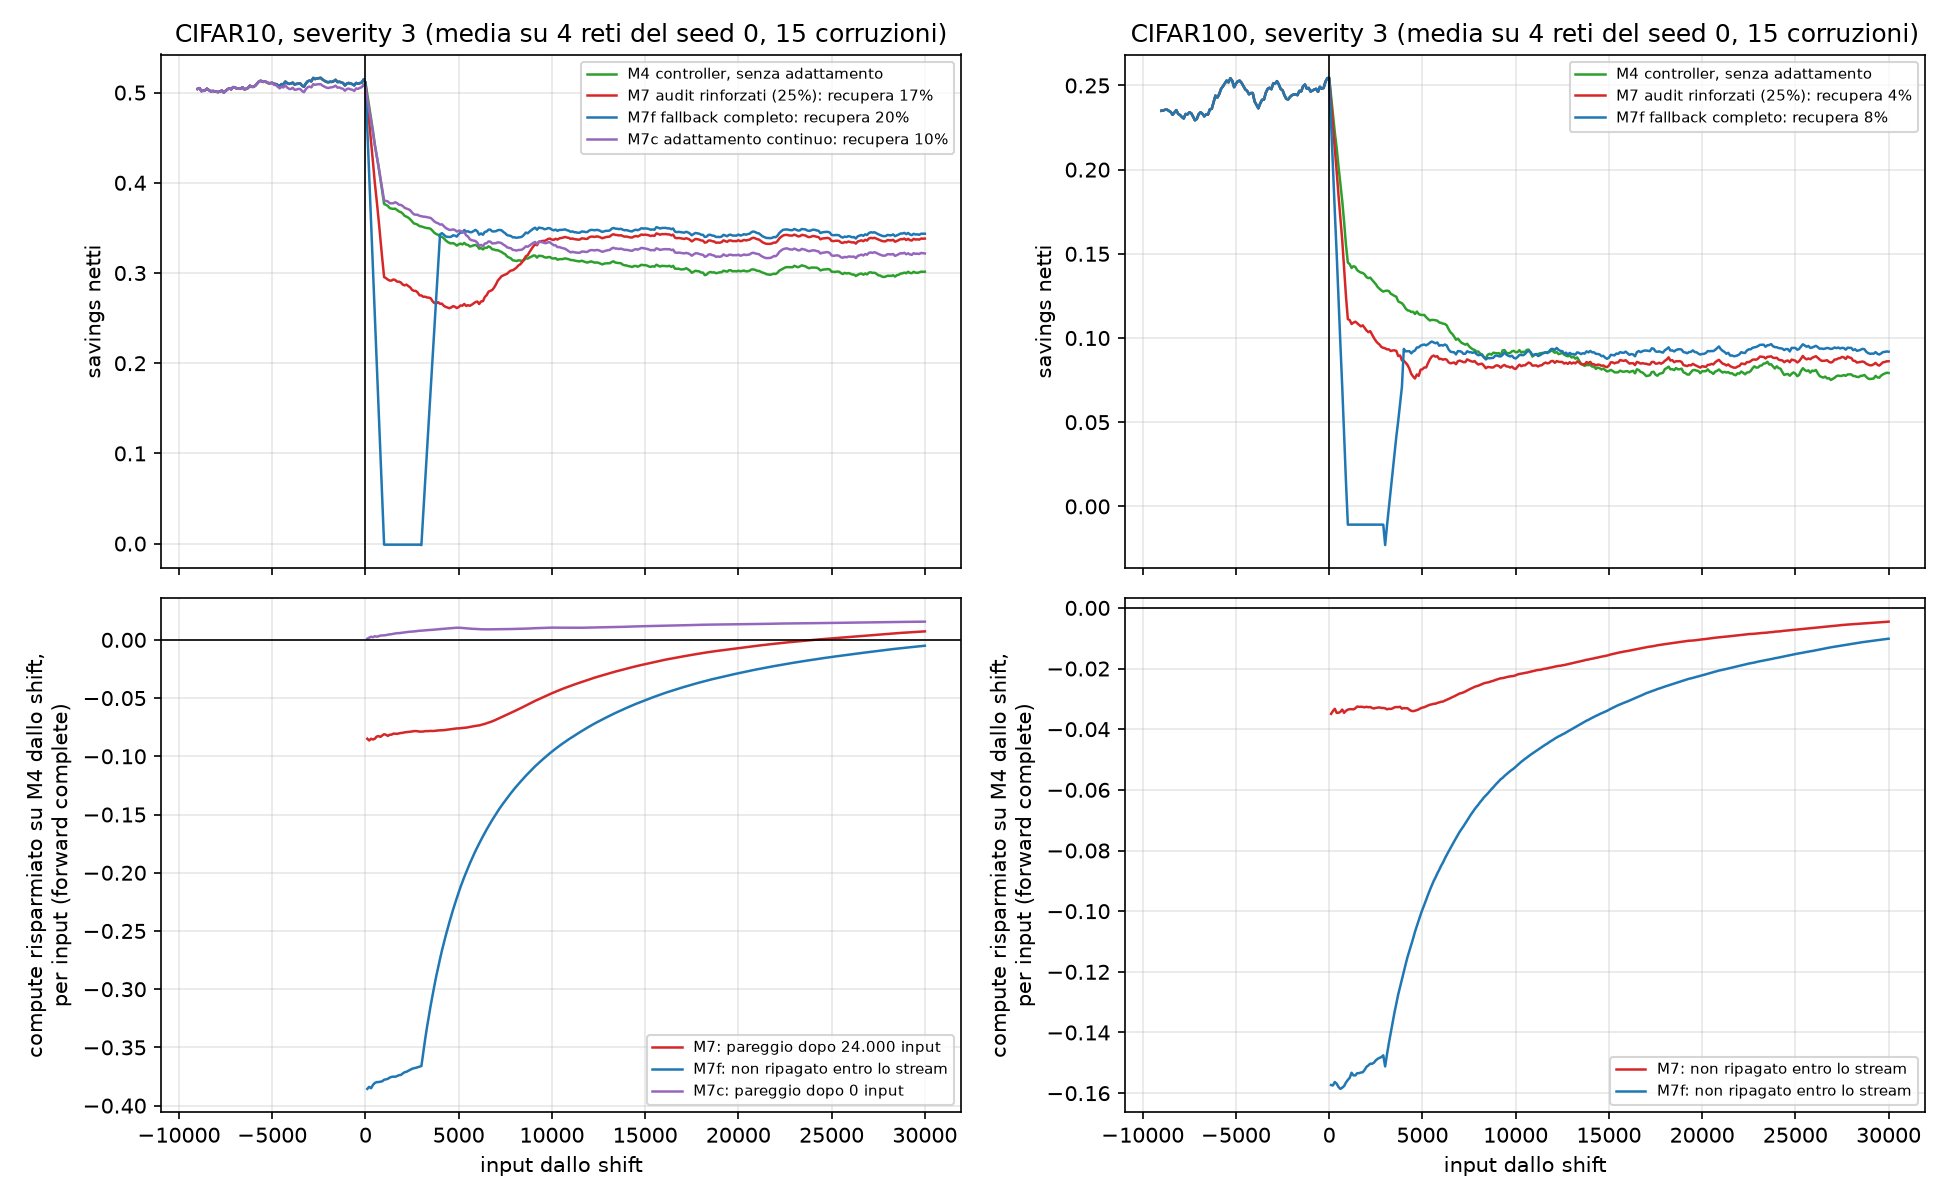 CIFAR10, severity 3 (media su 4 reti del seed 0, 15 corruzioni)
M4 controller, senza adattamento
M7 audit rinforzati (25%): recupera 17%
M7f fallback completo: recupera 20%
M7c adattamento continuo: recupera 10%
savings netti
0.5
0.4
0.3
0.2
0.1
0.0
CIFAR100, severity 3 (media su 4 reti del seed 0, 15 corruzioni)
M4 controller, senza adattamento
M7 audit rinforzati (25%): recupera 4%
M7f fallback completo: recupera 8%
savings netti
0.25
0.20
0.15
0.10
0.05
0.00
compute risparmiato su M4 dallo shift,
per input (forward complete)
0.00
−0.05
−0.10
−0.15
−0.20
−0.25
−0.30
−0.35
−0.40
M7: pareggio dopo 24.000 input
M7f: non ripagato entro lo stream
M7c: pareggio dopo 0 input
−10000 −5000 0 5000 10000 15000 20000 25000 30000
input dallo shift
compute risparmiato su M4 dallo shift,
per input (forward complete)
0.00
−0.02
−0.04
−0.06
−0.08
−0.10
−0.12
−0.14
−0.16
M7: non ripagato entro lo stream
M7f: non ripagato entro lo stream
−10000 −5000 0 5000 10000 15000 20000 25000 30000
input dallo shift